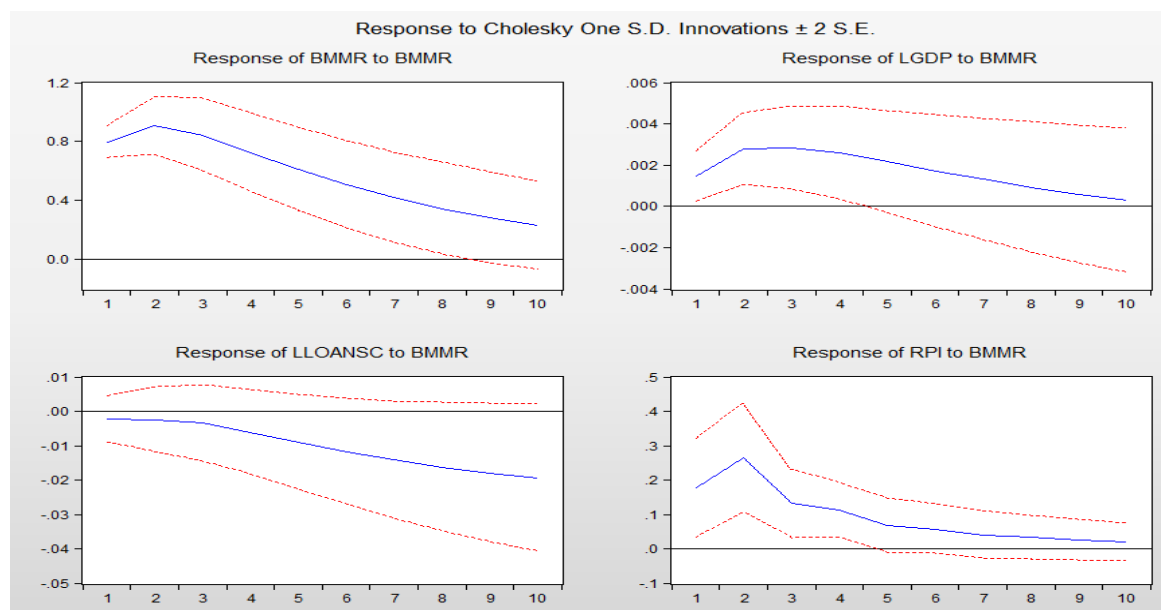 Response to Cholesky One S.D. Innovations ± 2 S.E.
Response of BMMR to BMMR
1.2
0.8
0.4
0.0
1 2 3 4 5 6 7 8 9 10
Response of LGDP to BMMR
.006
.004
.002
.000
-.002
-.004
1 2 3 4 5 6 7 8 9 10
Response of LLOANSC to BMMR
.01
.00
-.01
-.02
-.03
-.04
-.05
1 2 3 4 5 6 7 8 9 10
Response of RPI to BMMR
.5
.4
.3
.2
.1
.0
-.1
1 2 3 4 5 6 7 8 9 10